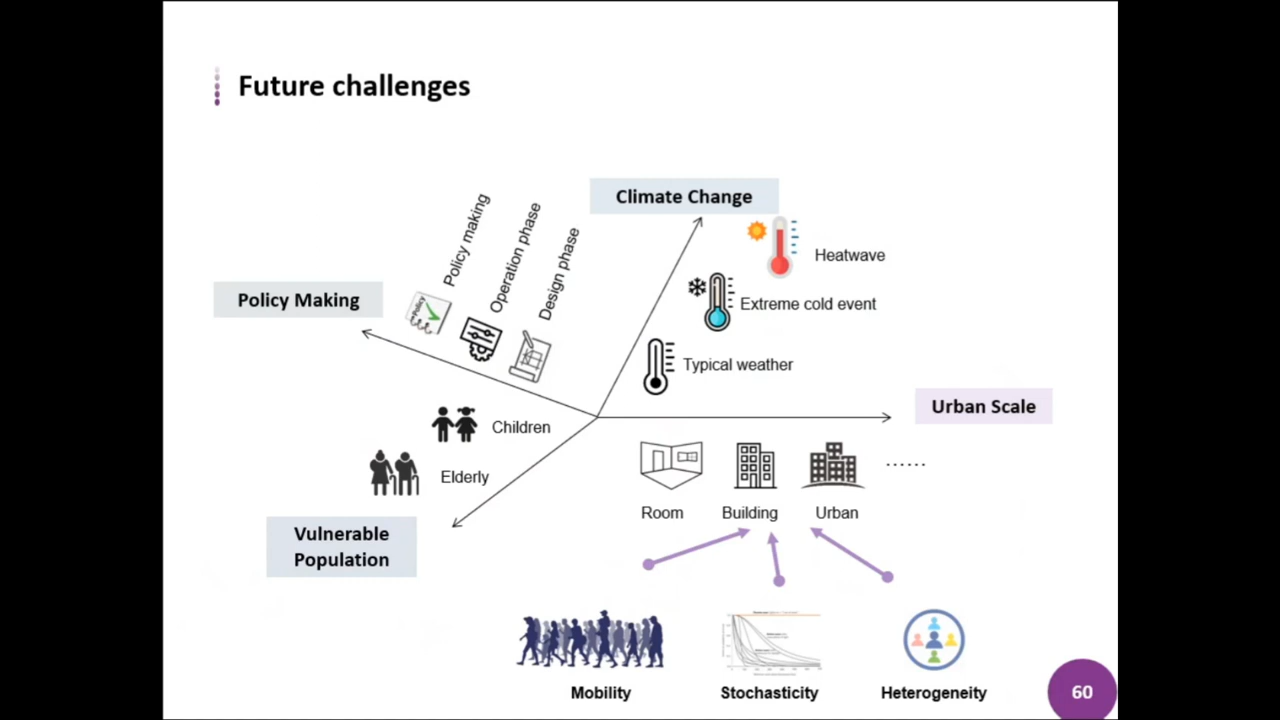 Future challenges
Climate Change
Policy making
Operation phase
Design phase
Heatwave
Policy Making
Policy
Extreme cold event
Typical weather
Urban Scale
Children
Elderly
......
Room
Building
Urban
Vulnerable
Population
Mobility
Stochasticity
Heterogeneity
60